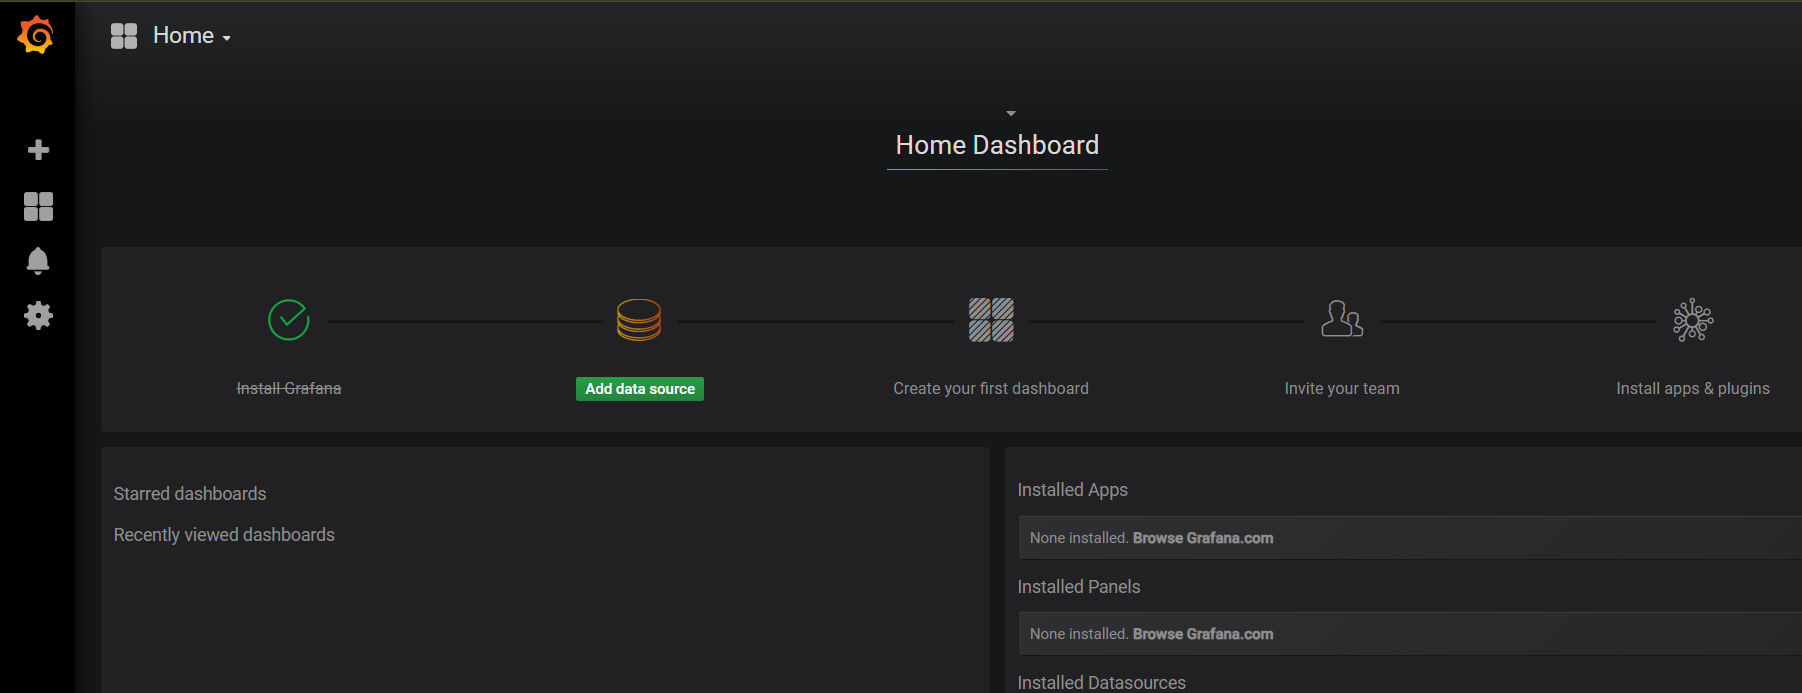 Home
Home Dashboard
Install Grafana
Add data source
Create your first dashboard
Invite your team
Install apps & plugins
Starred dashboards
Recently viewed dashboards
Installed Apps
None installed. Browse Grafana.com
Installed Panels
None installed. Browse Grafana.com
Installed Datasources